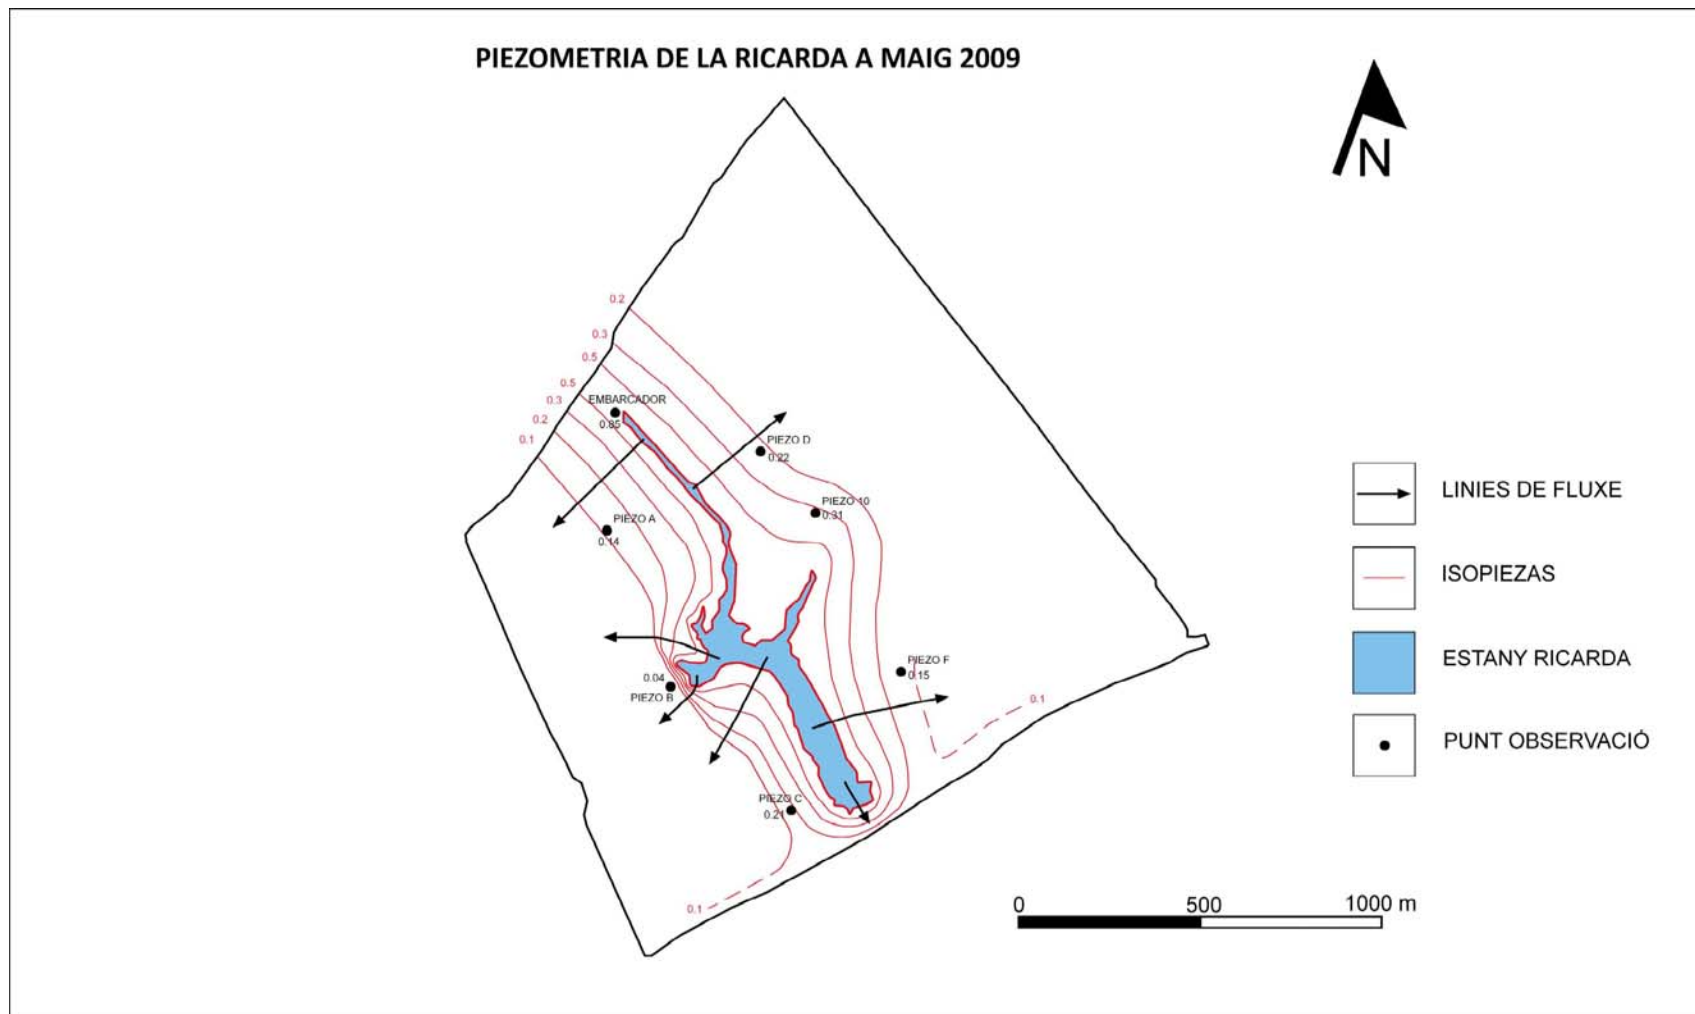 PIEZOMETRIA DE LA RICARDA A MAIG 2009
N
0.2
0.3
0.5
0.5
EMBARCADOR
0.3
0.85
0.2
0.1
PIEZO D
0.22
PIEZO 10
0.31
PIEZO A
0.14
PIEZO F
0.15
0.04
PIEZO B
0.1
PIEZO C
0.21
0.1
LINIES DE FLUXE
ISOPIEZAS
ESTANY RICARDA
PUNT OBSERVACIÓ
0 500 1000 m